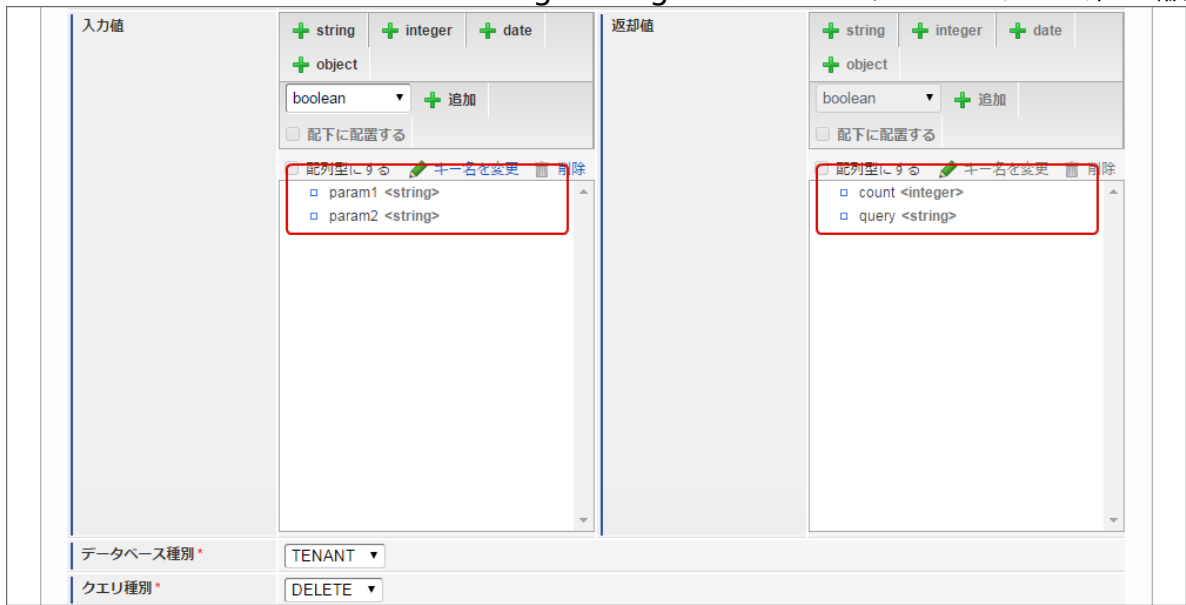 入力値
string integer date
object
boolean 追加
配下に配置する
配列型にする キー名を変更 削除
param1 <string>
param2 <string>
返却値
string integer date
object
boolean 追加
配下に配置する
配列型にする キー名を変更 削除
count <integer>
query <string>
データベース種別* TENANT
クエリ種別* DELETE